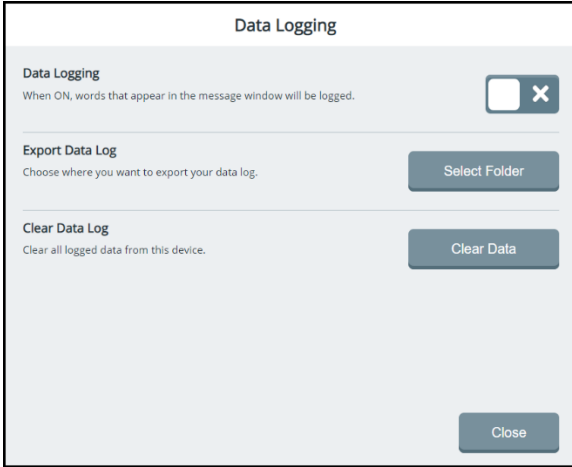 Data Logging
Data Logging
When ON, words that appear in the message window will be logged.
Export Data Log
Choose where you want to export your data log.
Select Folder
Clear Data Log
Clear all logged data from this device.
Clear Data
Close